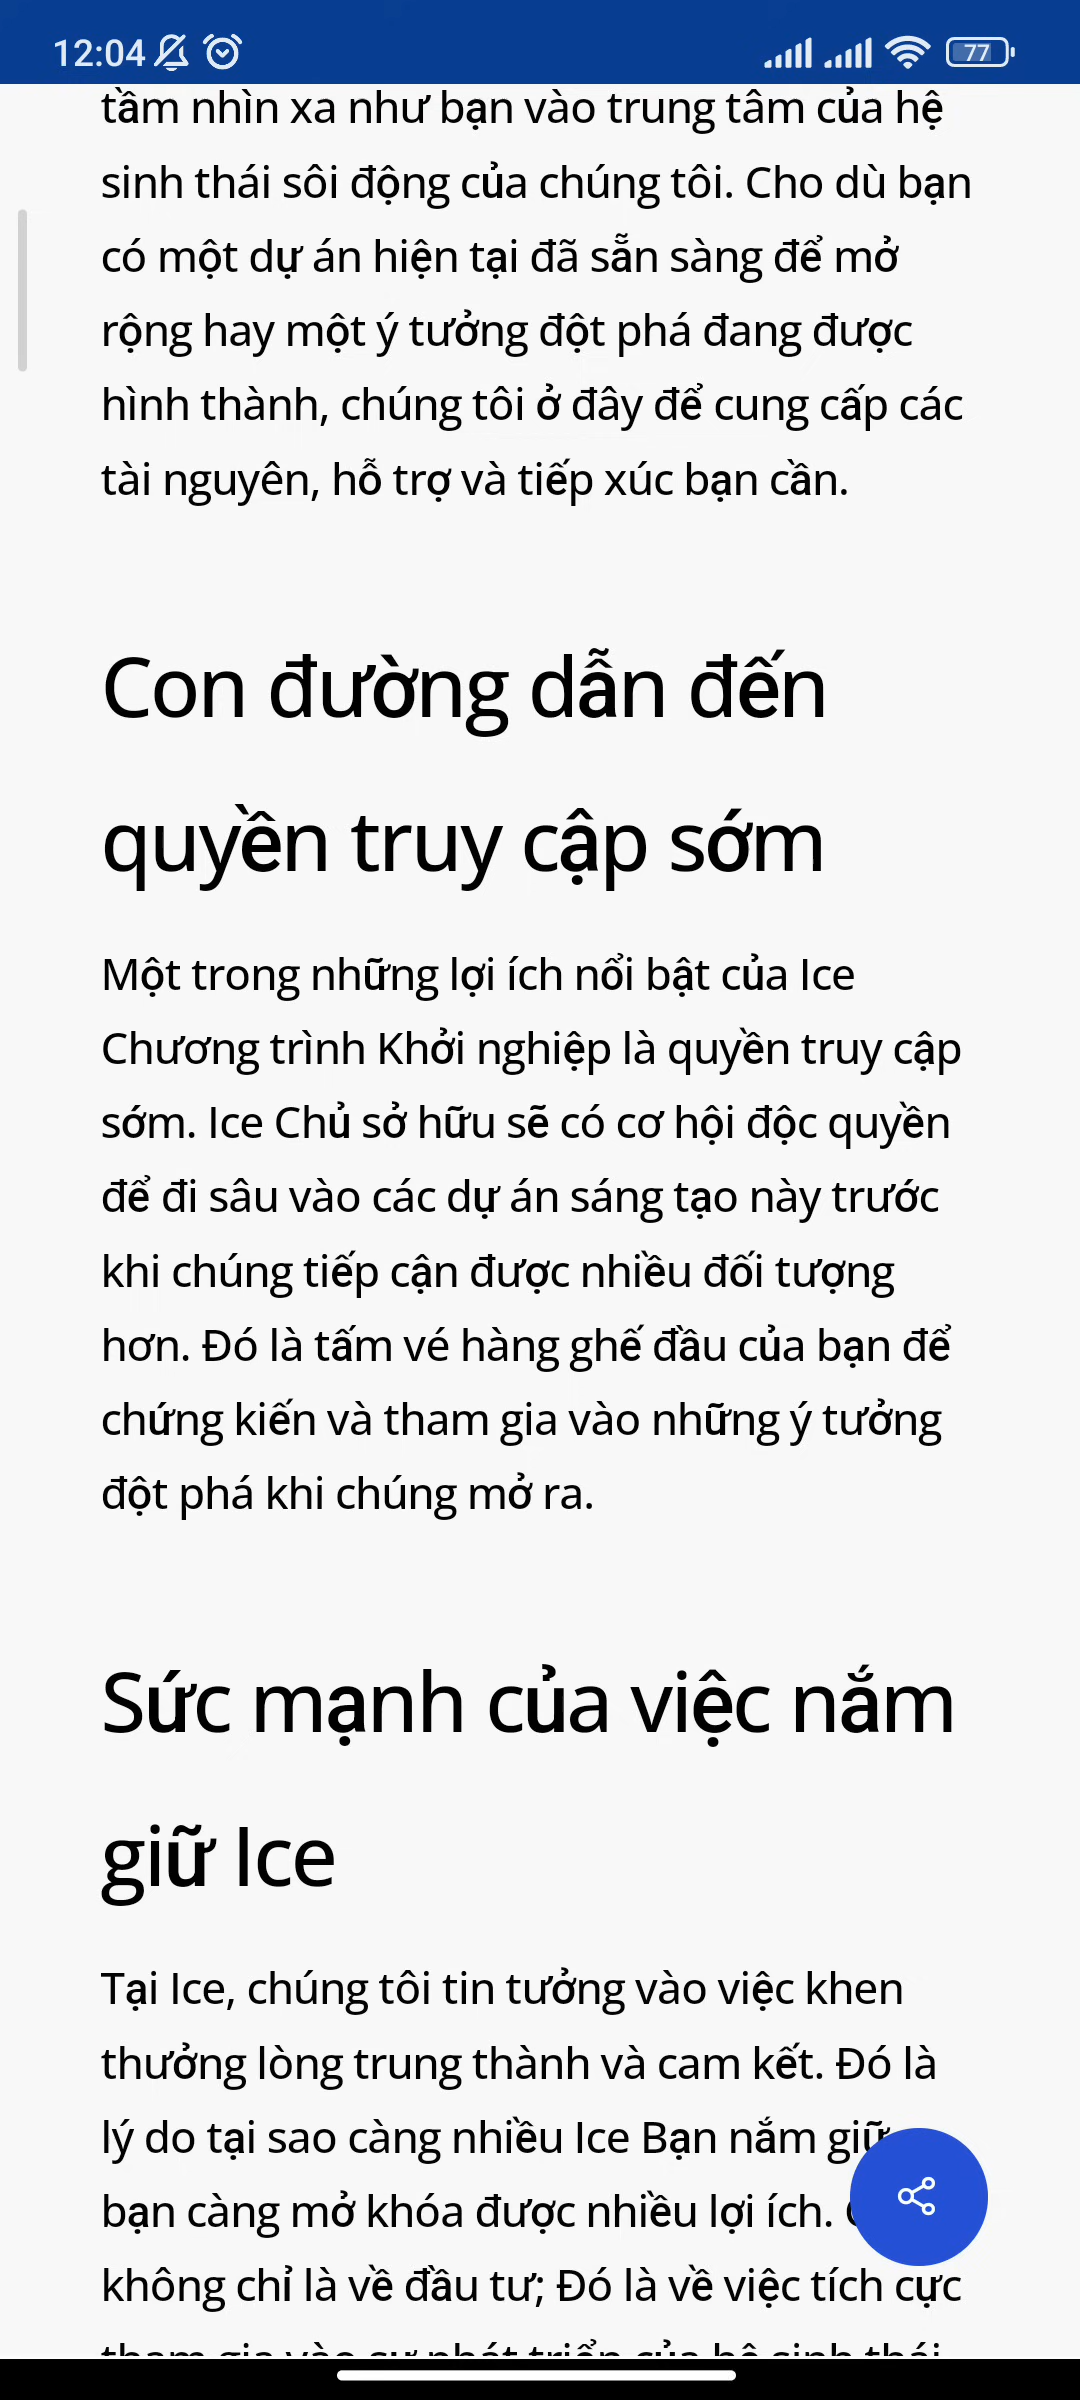 12:04
77
tầm nhìn xa như bạn vào trung tâm của hệ
sinh thái sôi động của chúng tôi. Cho dù bạn
có một dự án hiện tại đã sẵn sàng để mở
rộng hay một ý tưởng đột phá đang được
hình thành, chúng tôi ở đây để cung cấp các
tài nguyên, hỗ trợ và tiếp xúc bạn cần.
Con đường dẫn đến
quyền truy cập sớm
Một trong những lợi ích nổi bật của Ice
Chương trình Khởi nghiệp là quyền truy cập
sớm. Ice Chủ sở hữu sẽ có cơ hội độc quyền
để đi sâu vào các dự án sáng tạo này trước
khi chúng tiếp cận được nhiều đối tượng
hơn. Đó là tấm vé hàng ghế đầu của bạn để
chứng kiến và tham gia vào những ý tưởng
đột phá khi chúng mở ra.
Sức mạnh của việc nắm
giữ Ice
Tại Ice, chúng tôi tin tưởng vào việc khen
thưởng lòng trung thành và cam kết. Đó là
lý do tại sao càng nhiều Ice Bạn nắm giữ
bạn càng mở khóa được nhiều lợi ích.
không chỉ là về đầu tư; Đó là về việc tích cực
tham gia vào sự phát triển của hệ sinh thái